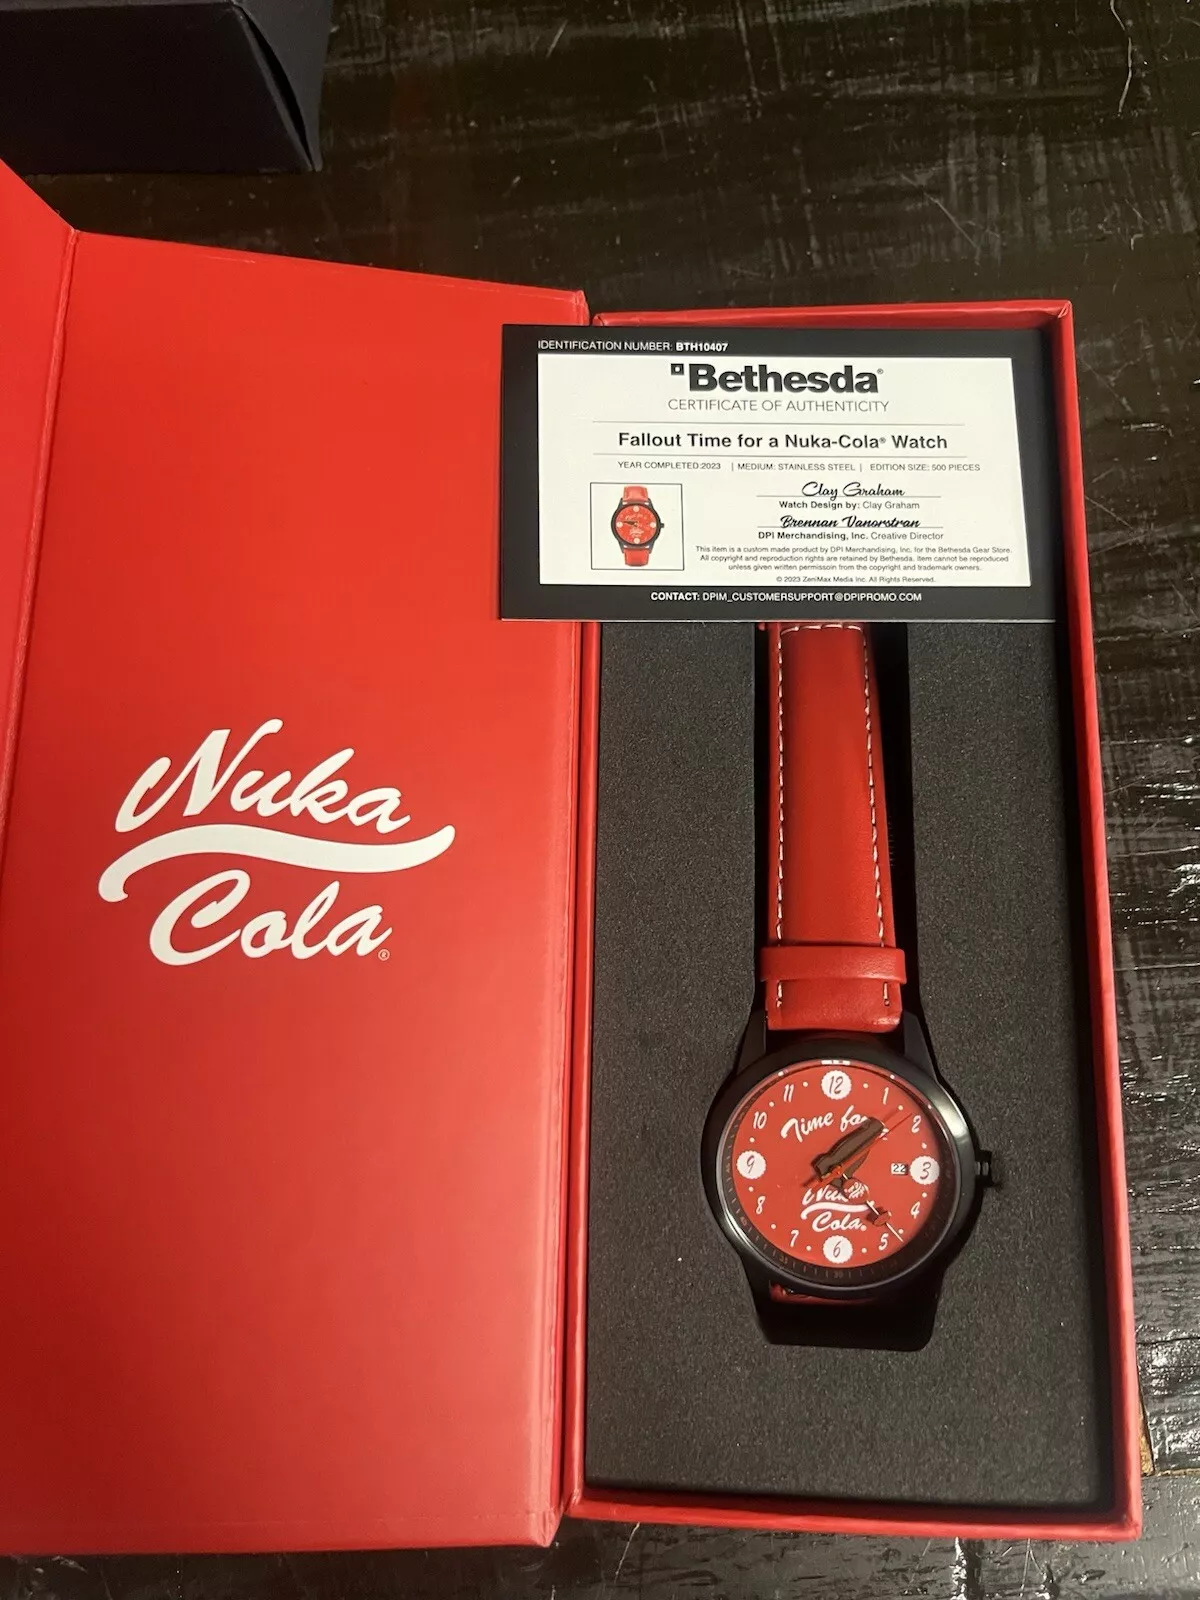 IDENTIFICATION NUMBER: BTH10407
Bethesda®
CERTIFICATE OF AUTHENTICITY
Fallout Time for a Nuka-Cola® Watch
YEAR COMPLETED:2023 | MEDIUM: STAINLESS STEEL | EDITION SIZE: 500 PIECES
Clay Graham
Watch Design by: Clay Graham
Brennan Vanorstran
DPI Merchandising, Inc. Creative Director
This item is a custom made product by DPI Merchandising, Inc. for the Bethesda Gear Store.
All copyright and reproduction rights are retained by Bethesda. Item cannot be reproduced
unless given written permissoin from the copyright and trademark owners.
© 2023 ZeniMax Media Inc. All Rights Reserved.
CONTACT: DPIM_CUSTOMERSUPPORT@DPIPROMO.COM
Nuka
Cola®
12
11 1
10 2
Time for
9 22 3
8 4
Cola®
7 5
6